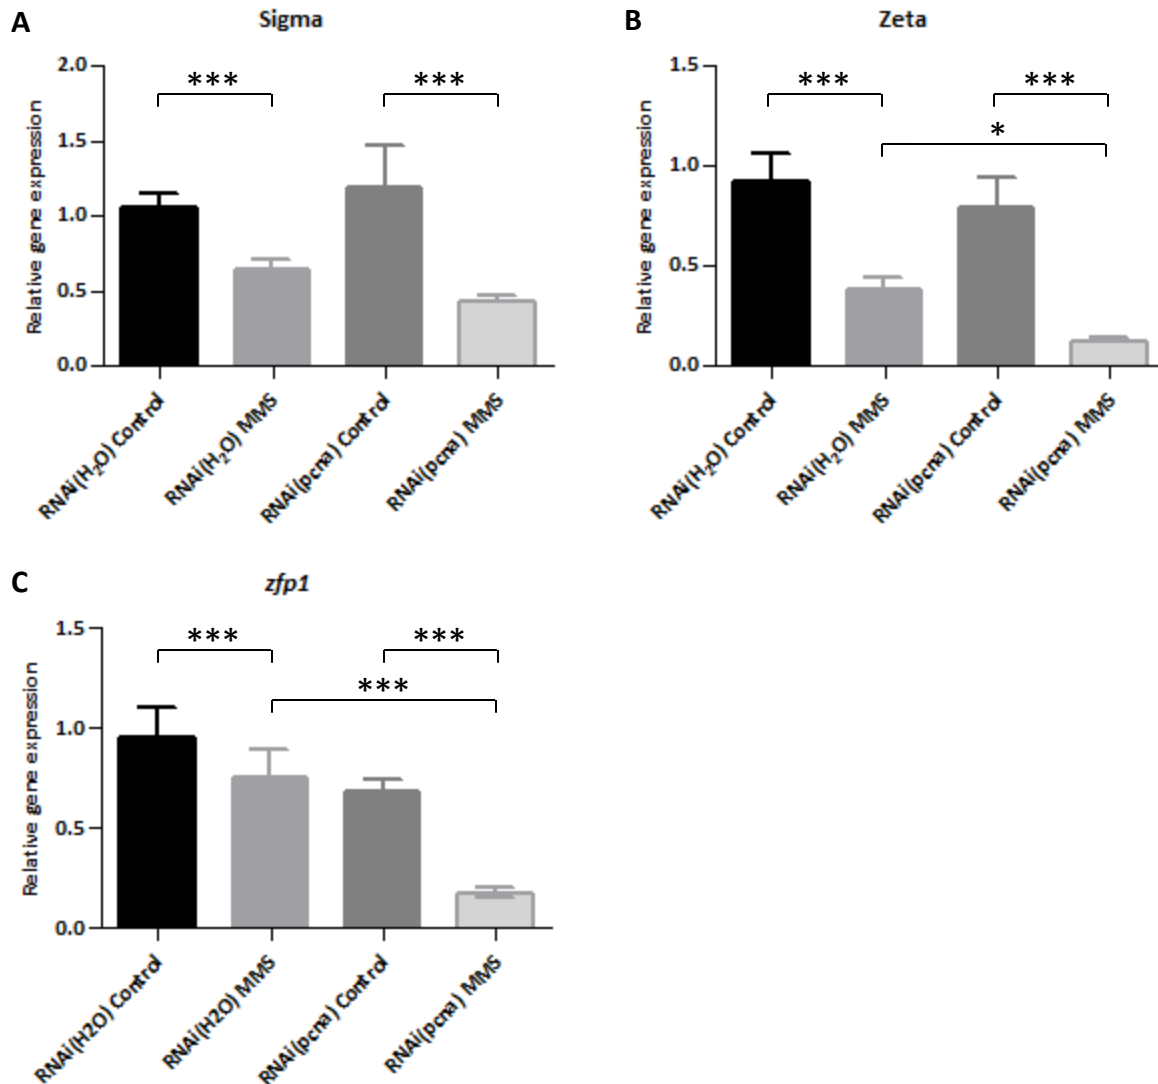 A
Sigma
2.0
1.5
1.0
0.5
0.0
Relative gene expression
***
***
RNAi(H₂O) Control
RNAi(H₂O) MMS
RNAi(pcna) Control
RNAi(pcna) MMS
B
Zeta
1.5
1.0
0.5
0.0
Relative gene expression
***
***
*
RNAi(H₂O) Control
RNAi(H₂O) MMS
RNAi(pcna) Control
RNAi(pcna) MMS
C
zfp1
1.5
1.0
0.5
0.0
Relative gene expression
***
***
***
RNAi(H2O) Control
RNAi(H2O) MMS
RNAi(pcna) Control
RNAi(pcna) MMS